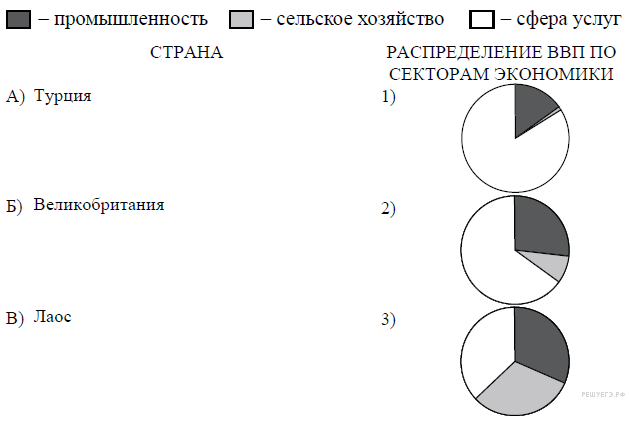 – промышленность – сельское хозяйство – сфера услуг
СТРАНА
РАСПРЕДЕЛЕНИЕ ВВП ПО
СЕКТОРАМ ЭКОНОМИКИ
А) Турция 1)
Б) Великобритания 2)
В) Лаос 3)
РЕШУЕГЭ.РФ